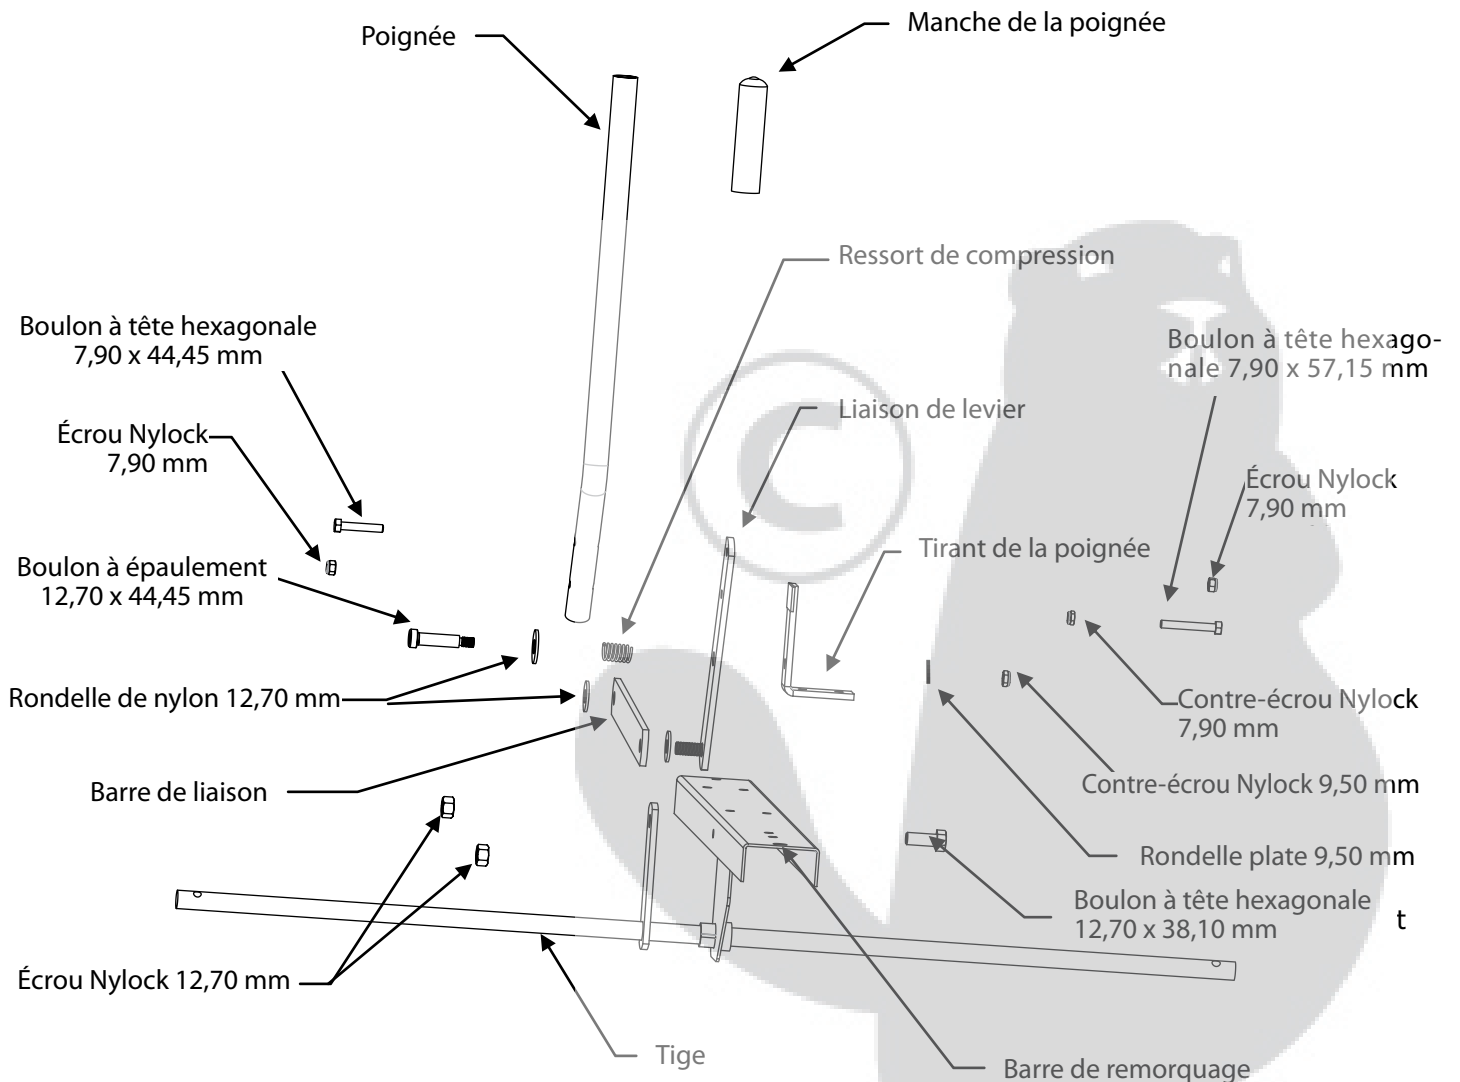 Poignée
Manche de la poignée
Ressort de compression
Boulon à tête hexagonale
7,90 x 44,45 mm
Boulon à tête hexago-
nale 7,90 x 57,15 mm
Liaison de levier
Écrou Nylock
7,90 mm
Écrou Nylock
7,90 mm
Tirant de la poignée
Boulon à épaulement
12,70 x 44,45 mm
Rondelle de nylon 12,70 mm
Contre-écrou Nylock
7,90 mm
Barre de liaison
Contre-écrou Nylock 9,50 mm
Rondelle plate 9,50 mm
Boulon à tête hexagonale
12,70 x 38,10 mm
t
Écrou Nylock 12,70 mm
Tige
Barre de remorquage
©